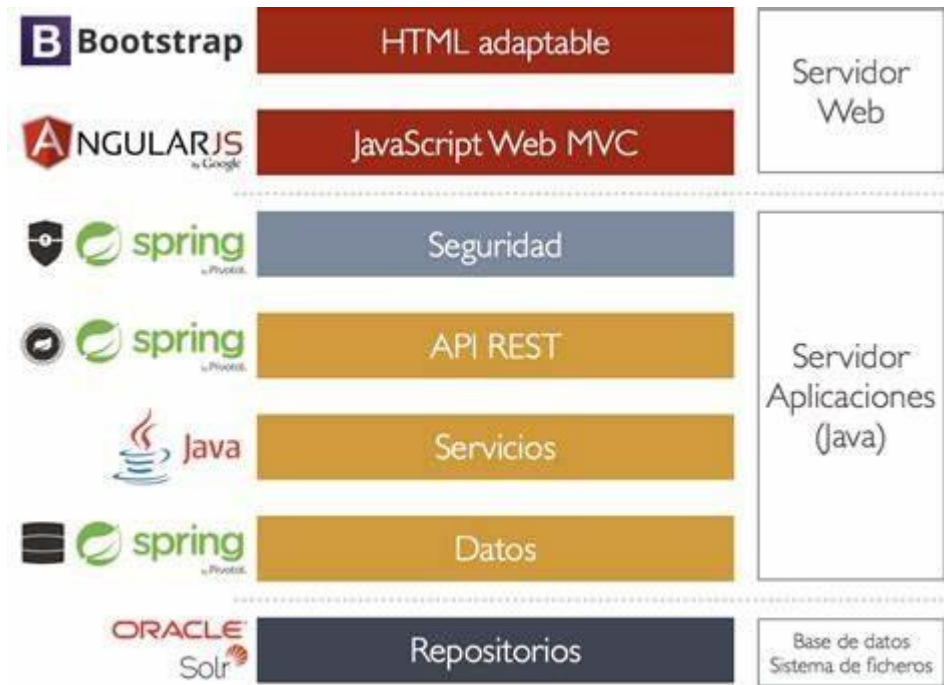 B Bootstrap
HTML adaptable
Servidor
Web
ANGULARJS
by Google
JavaScript Web MVC
spring
by Pivotal.
Seguridad
spring
by Pivotal.
API REST
Servidor
Aplicaciones
(Java)
Java
Servicios
spring
by Pivotal.
Datos
ORACLE
Solr
Repositorios
Base de datos
Sistema de ficheros